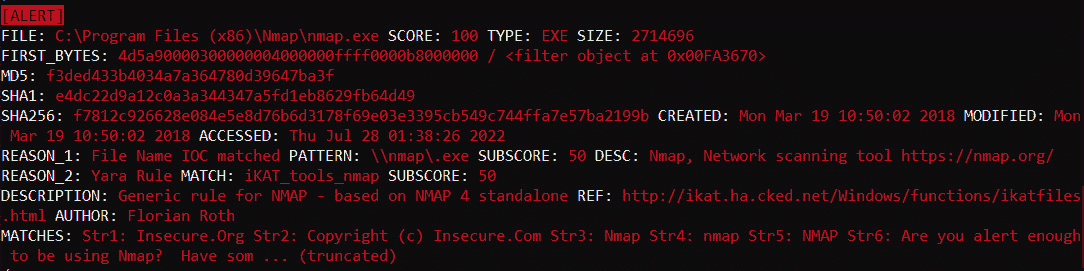 [ALERT]
FILE: C:\Program Files (x86)\Nmap\nmap.exe SCORE: 100 TYPE: EXE SIZE: 2714696
FIRST_BYTES: 4d5a90000300000004000000ffff0000b8000000 / <filter object at 0x00FA3670>
MD5: f3ded433b4034a7a364780d39647ba3f
SHA1: e4dc22d9a12c0a3a344347a5fd1eb8629fb64d49
SHA256: f7812c926628e084e5e8d76b6d3178f69e03e3395cb549c744ffa7e57ba2199b CREATED: Mon Mar 19 10:50:02 2018 MODIFIED: Mon
Mar 19 10:50:02 2018 ACCESSED: Thu Jul 28 01:38:26 2022
REASON_1: File Name IOC matched PATTERN: \\nmap\.exe SUBSCORE: 50 DESC: Nmap, Network scanning tool https://nmap.org/
REASON_2: Yara Rule MATCH: iKAT_tools_nmap SUBSCORE: 50
DESCRIPTION: Generic rule for NMAP - based on NMAP 4 standalone REF: http://ikat.ha.cked.net/Windows/functions/ikatfiles
.html AUTHOR: Florian Roth
MATCHES: Str1: Insecure.Org Str2: Copyright (c) Insecure.Com Str3: Nmap Str4: nmap Str5: NMAP Str6: Are you alert enough
to be using Nmap?  Have som ... (truncated)